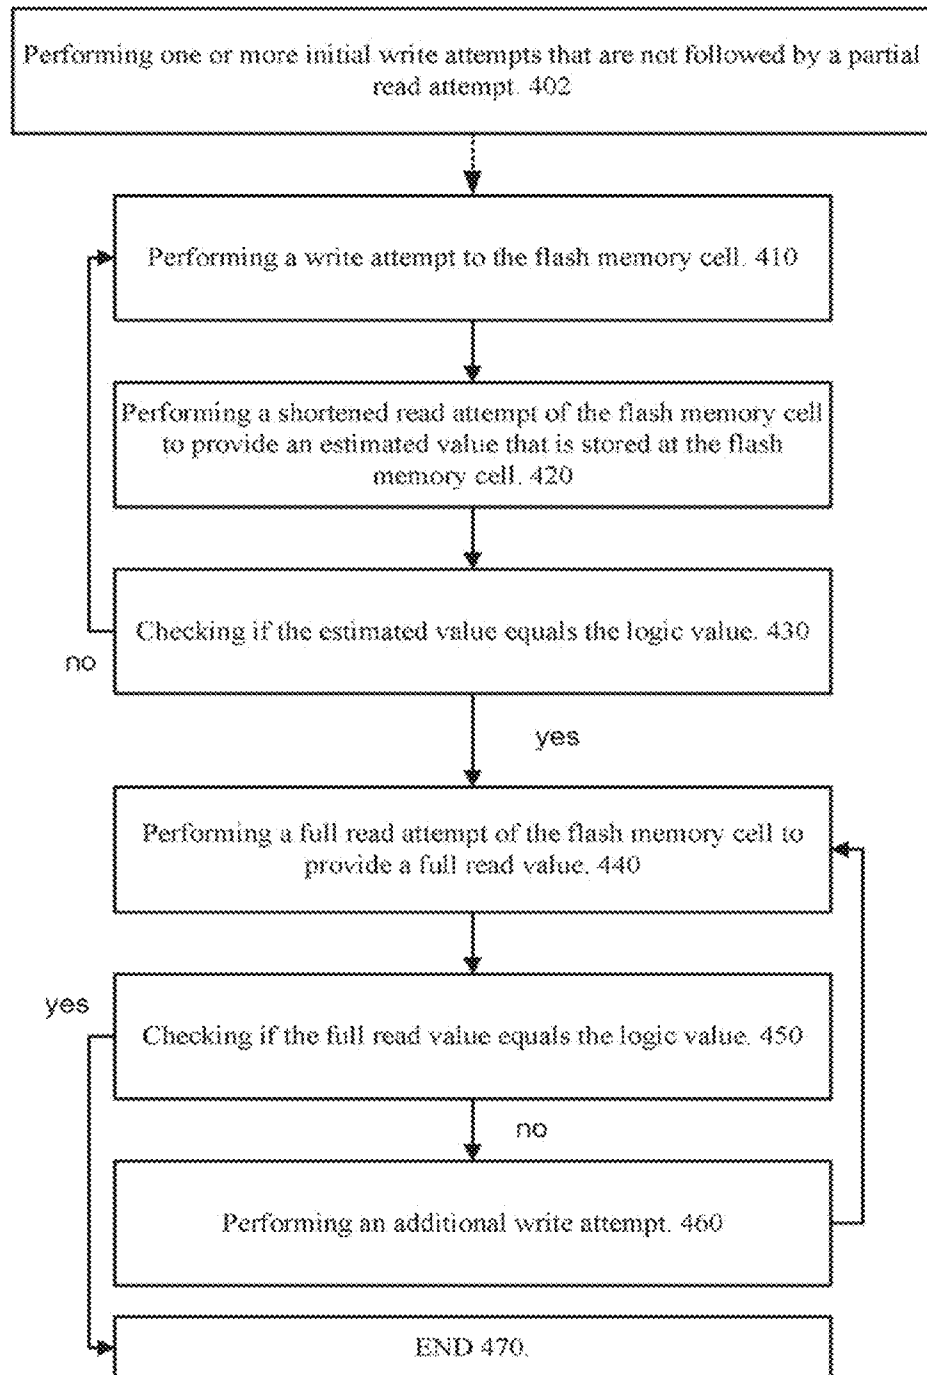 Performing one or more initial write attempts that are not followed by a partial
read attempt. 402
Performing a write attempt to the flash memory cell. 410
Performing a shortened read attempt of the flash memory cell
to provide an estimated value that is stored at the flash
memory cell. 420
Checking if the estimated value equals the logic value. 430
no
yes
Performing a full read attempt of the flash memory cell to
provide a full read value. 440
yes
Checking if the full read value equals the logic value. 450
no
Performing an additional write attempt. 460
END 470.